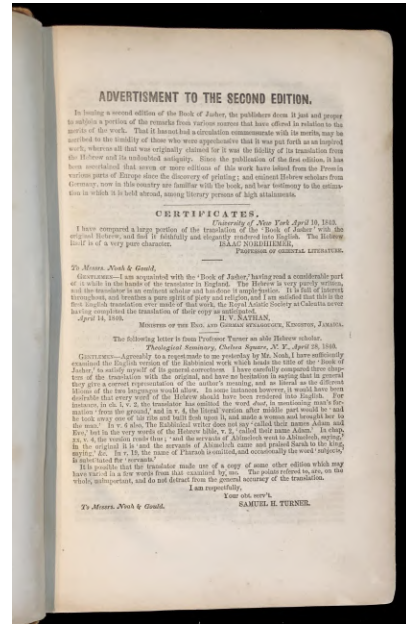 ADVERTISMENT TO THE SECOND EDITION.
In issuing a second edition of the Book of Jasher, the publishers deem it just and proper
to subjoin a portion of the remarks from various sources that have offered in relation to the
merits of the work. That it has not had a circulation commensurate with its merits, may be
ascribed to the timidity of those who were apprehensive that it was put forth as an inspired
work, whereas all that was originally claimed for it was the fidelity of its translation from
the Hebrew and its undoubted antiquity. Since the publication of the first edition, it has
been ascertained that seven or more editions of this work have issued from the Press in
various parts of Europe since the discovery of printing; and eminent Hebrew scholars from
Germany, now in this country are familiar with the book, and bear testimony to the estima-
tion in which it is held abroad, among literary persons of high attainments.
CERTIFICATES.
University of New York April 10, 1840.
I have compared a large portion of the translation of the 'Book of Jasher' with the
original Hebrew, and find it faithfully and elegantly rendered into English. The Hebrew
itself is of a very pure character.
ISAAC NORDHEIMER,
PROFESSOR OF ORIENTAL LITERATURE.
To Messrs. Noah & Gould.
GENTLEMEN—I am acquainted with the 'Book of Jasher,' having read a considerable part
of it while in the hands of the translator in England. The Hebrew is very purely written,
and the translator is an eminent scholar and has done it ample justice. It is full of interest
throughout, and breathes a pure spirit of piety and religion, and I am satisfied that this is the
first English translation ever made of that work, the Royal Asiatic Society at Calcutta never
having completed the translation of their copy as anticipated.
April 14, 1840.
H. V. NATHAN,
MINISTER OF THE ENG. AND GERMAN SYNAGOGUE, KINGSTON, JAMAICA.
The following letter is from Professor Turner an able Hebrew scholar.
Theological Seminary, Chelsea Square, N. Y., April 28, 1840.
GENTLEMEN—Agreeably to a request made to me yesterday by Mr. Noah, I have sufficiently
examined the English version of the Rabbinical work which bears the title of the 'Book of
Jasher,' to satisfy myself of its general correctness. I have carefully compared three chap-
ters of the translation with the original, and have no hesitation in saying that in general
they give a correct representation of the author's meaning, and as literal as the different
idioms of the two languages would allow. In some instances however, it would have been
desirable that every word of the Hebrew should have been rendered into English. For
instance, in ch. i, v. 2, the translator has omitted the word dust, in mentioning man's for-
mation 'from the ground,' and in v. 4, the literal version after middle part would be 'and
he took away one of his ribs and built flesh upon it, and made a woman and brought her to
the man.' In v. 4 also, The Rabbinical writer does not say 'called their names Adam and
Eve,' but in the very words of the Hebrew bible, v. 2, 'called their name Adam.' In chap.
xx, v. 4, the version reads thus; 'and the servants of Abimelech went to Abimelech, saying,'
In the original it is 'and the servants of Abimelech came and praised Sarah to the king,
saying,' &c. In v. 19, the name of Pharaoh is omitted, and occasionally the word 'subjects,'
is substituted for 'servants.'
It is possible that the translator made use of a copy of some other edition which may
have varied in a few words from that examined by me. The points referred to, are, on the
whole, unimportant, and do not detract from the general accuracy of the translation.
I am respectfully,
Your obt. serv't.
To Messrs. Noah & Gould.
SAMUEL H. TURNER.